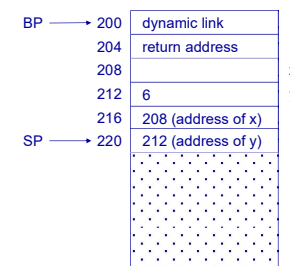 BP 200 dynamic link
204 return address
208
212 6
216 208 (address of x)
SP 220 212 (address of y)